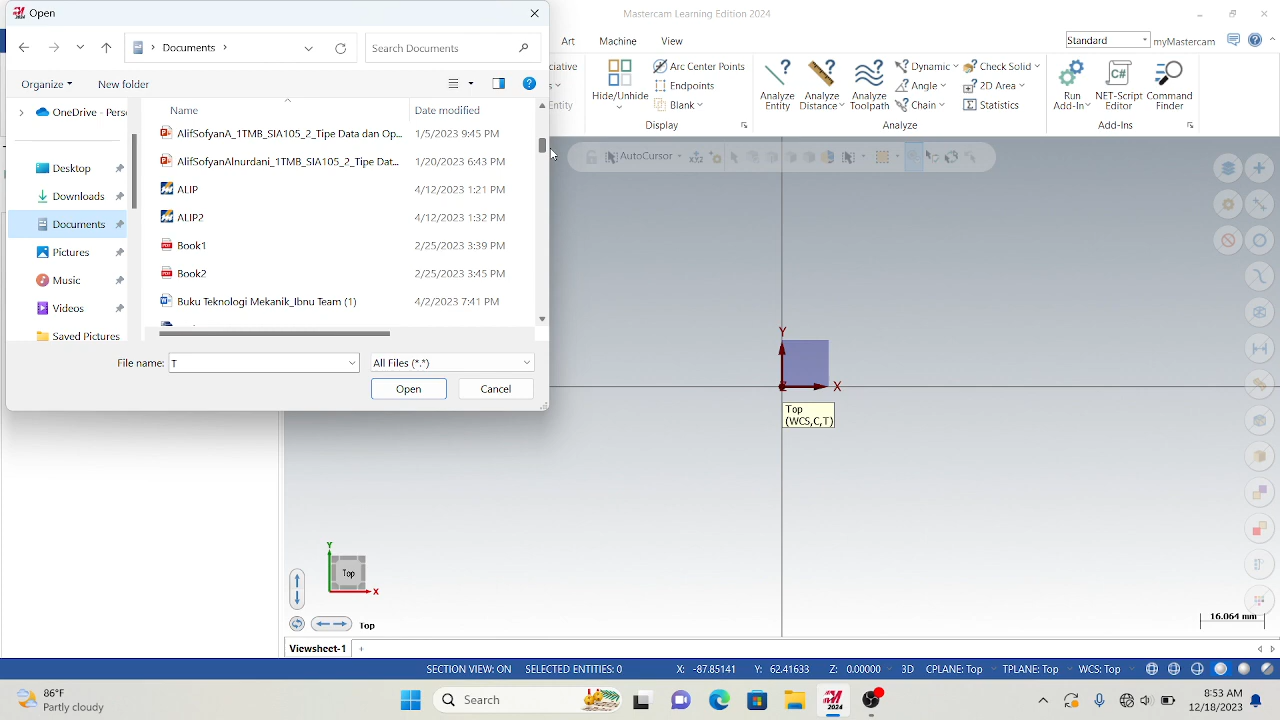 Open
Mastercam Learning Edition 2024
Documents
Search Documents
Art
Machine
View
Standard
myMastercam
Organize
New folder
Entity
Hide/Unhide
Arc Center Points
Endpoints
Blank
Display
Analyze
Entity
Analyze
Distance
Analyze
Toolpath
Dynamic
Angle
Chain
Check Solid
2D Area
Statistics
Analyze
Run
Add-In
NET-Script
Editor
Command
Finder
Add-Ins
OneDrive - Pers
Desktop
Downloads
Documents
Pictures
Music
Videos
Saved Pictures
Name
Date modified
AlifSofyanA_1TMB_SIA105_2_Tipe Data dan Op... 1/5/2023 9:45 PM
AlifSofyanAlnurdani_1TMB_SIA105_2_Tipe Dat... 1/20/2023 6:43 PM
ALIP 4/12/2023 1:21 PM
ALIP2 4/12/2023 1:32 PM
Book1 2/25/2023 3:39 PM
Book2 2/25/2023 3:45 PM
Buku Teknologi Mekanik_Ibnu Team (1) 4/2/2023 7:41 PM
File name: T
All Files (*.*)
Open
Cancel
AutoCursor
Y
X
Z
Top
(WCS,C,T)
Y
Top
X
Top
16.064 mm
Viewsheet-1
+
SECTION VIEW: ON SELECTED ENTITIES: 0 X: -87.85141 Y: 62.41633 Z: 0.00000 3D CPLANE: Top TPLANE: Top WCS: Top
86°F
Partly cloudy
Search
8:53 AM
12/18/2023